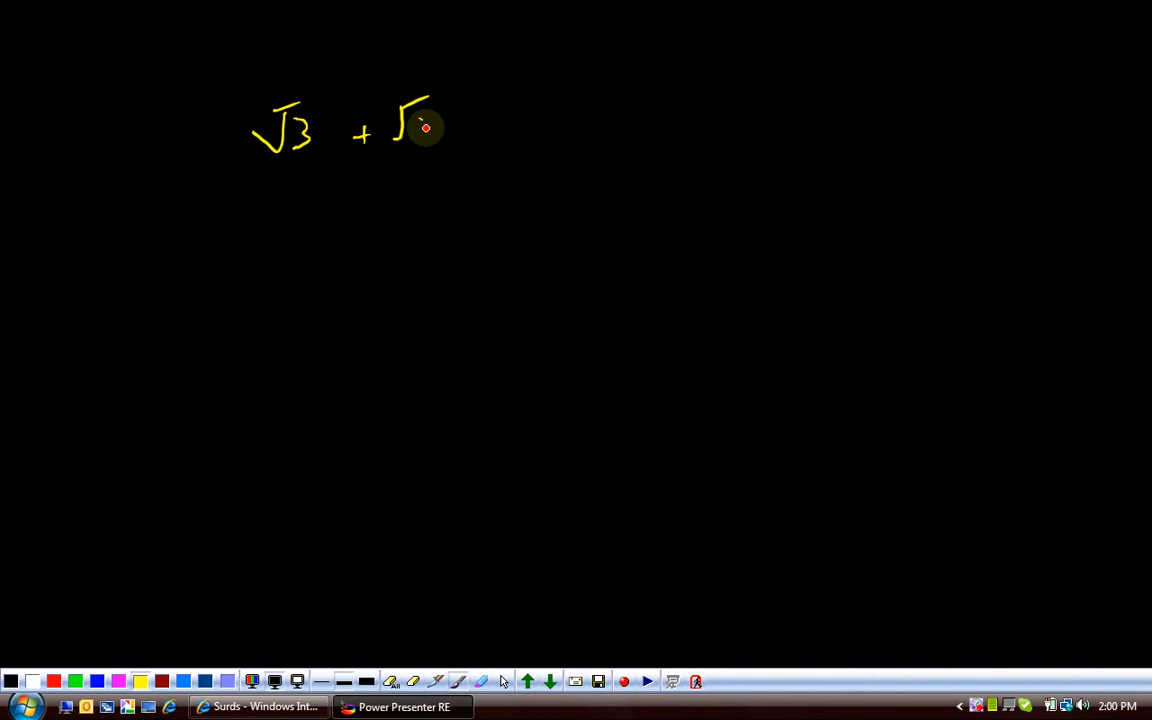 √3 + √
Surds - Windows Int...
Power Presenter RE
2:00 PM